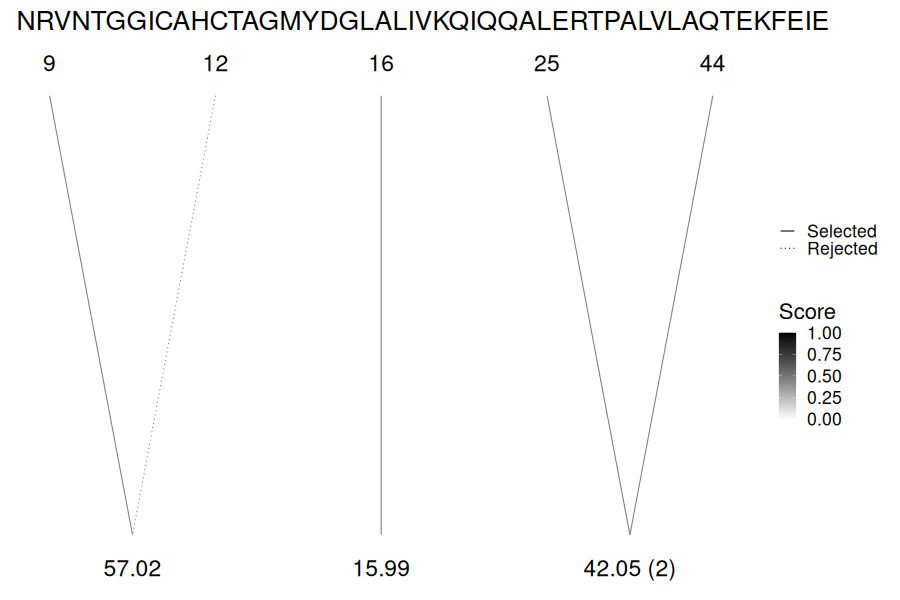 NRVNTGGICAHCTAGMYDGLALIVKQIQQALERTPALVLAQTEKFEIE
9 12 16 25 44
Selected
Rejected
Score
1.00
0.75
0.50
0.25
0.00
57.02 15.99 42.05 (2)